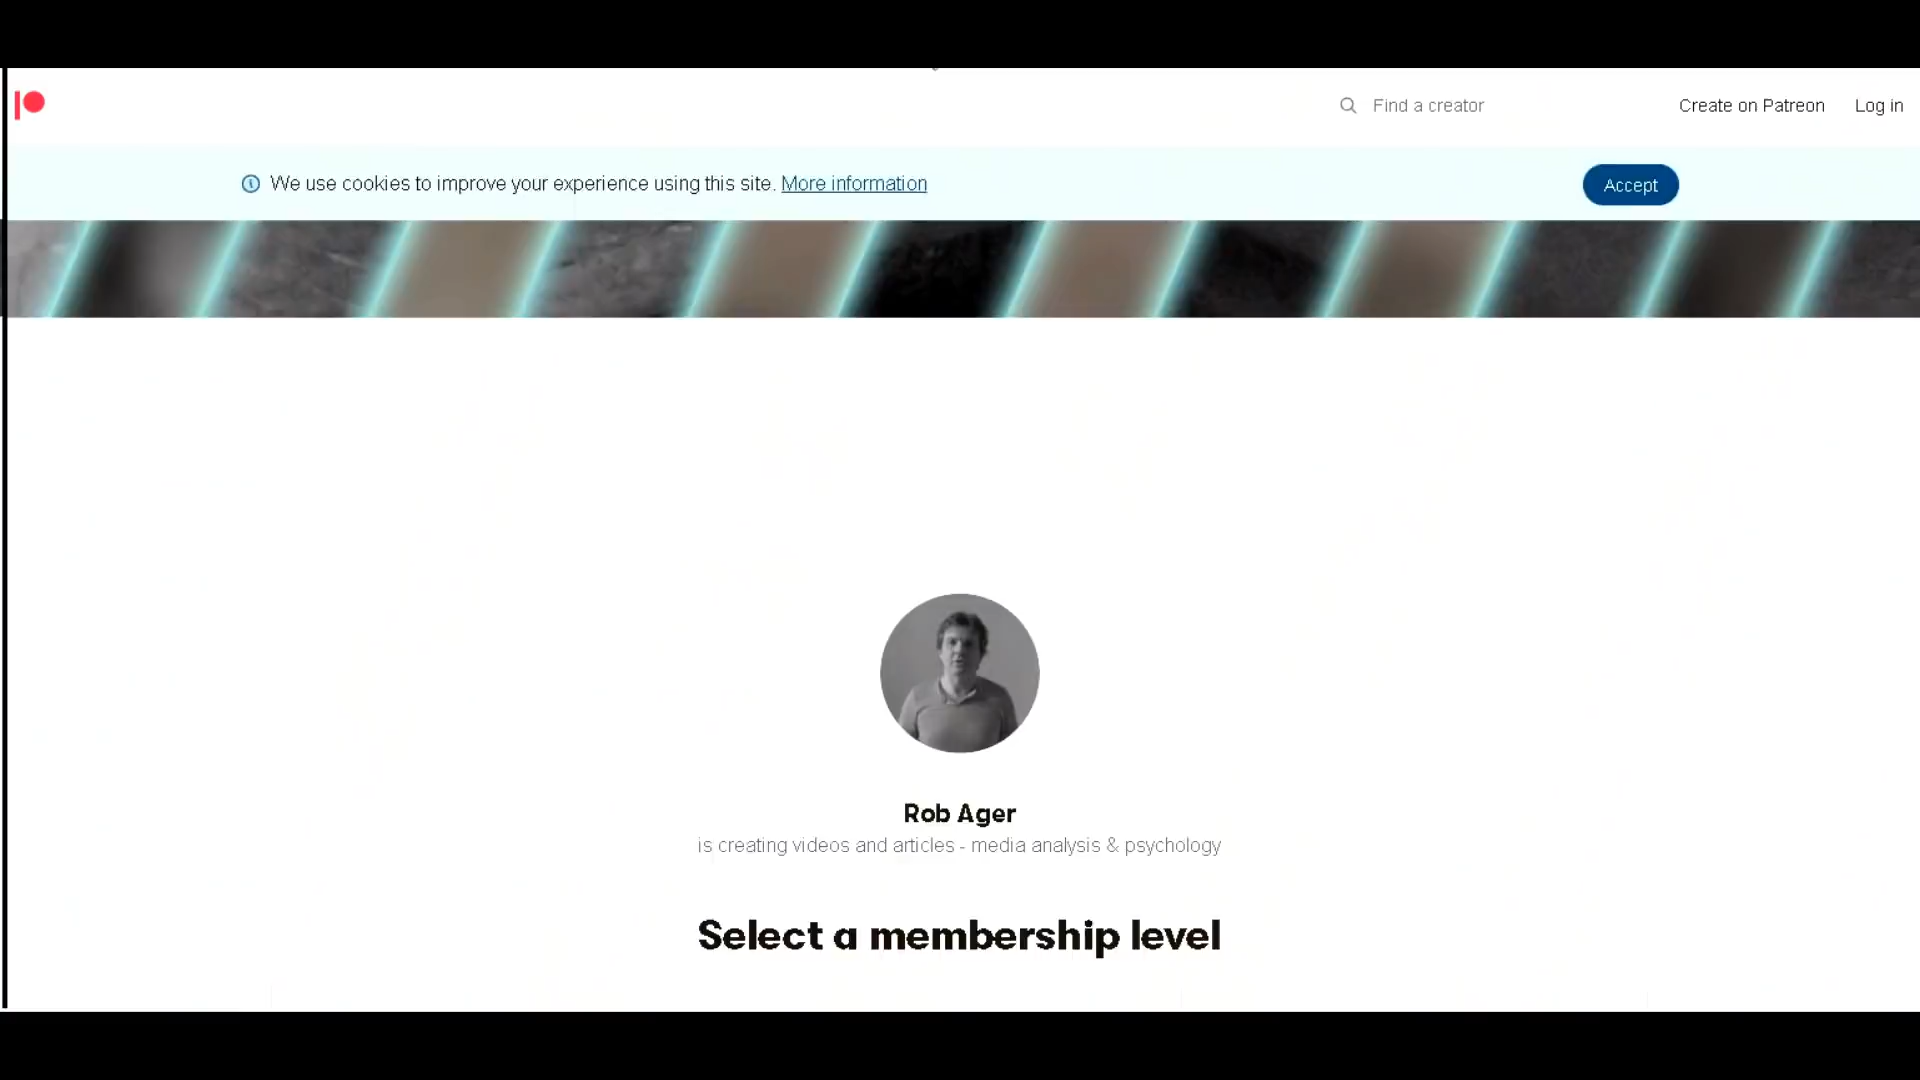 Find a creator
Create on Patreon
Log in
We use cookies to improve your experience using this site. More information
Accept
Rob Ager
is creating videos and articles - media analysis & psychology
Select a membership level